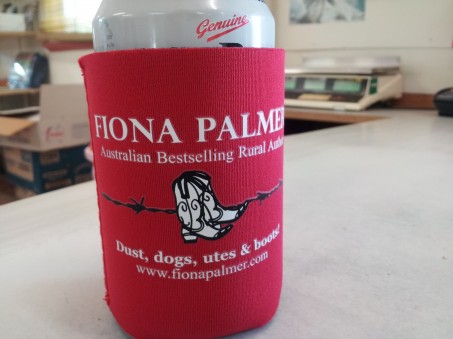 Genuine
FIONA PALMER
Australian Bestselling Rural Author
Dust, dogs, utes & boots!
www.fionapalmer.com